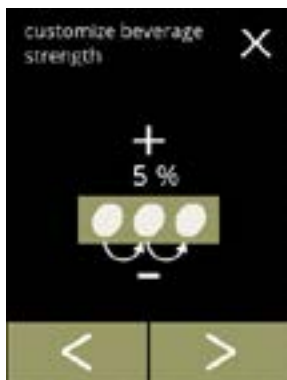 customize beverage
strength
+
5 %
-
< >